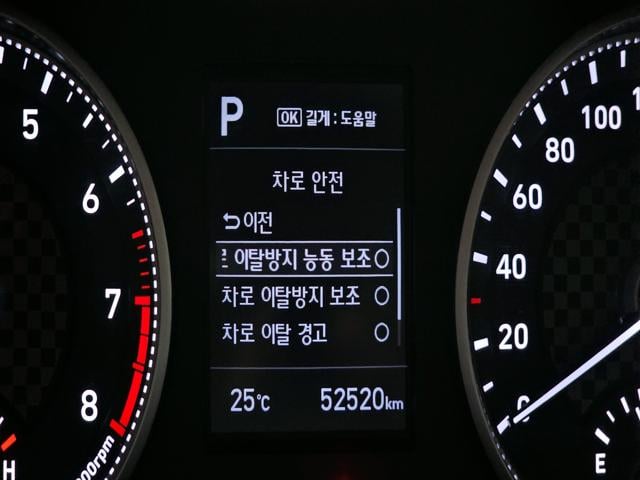 P
OK 길게 : 도움말
차로 안전
이전
이탈방지 능동 보조
차로 이탈방지 보조
차로 이탈 경고
25°C 52520km
5
6
7
8
000rpm
H
100
80
60
40
20
0
E